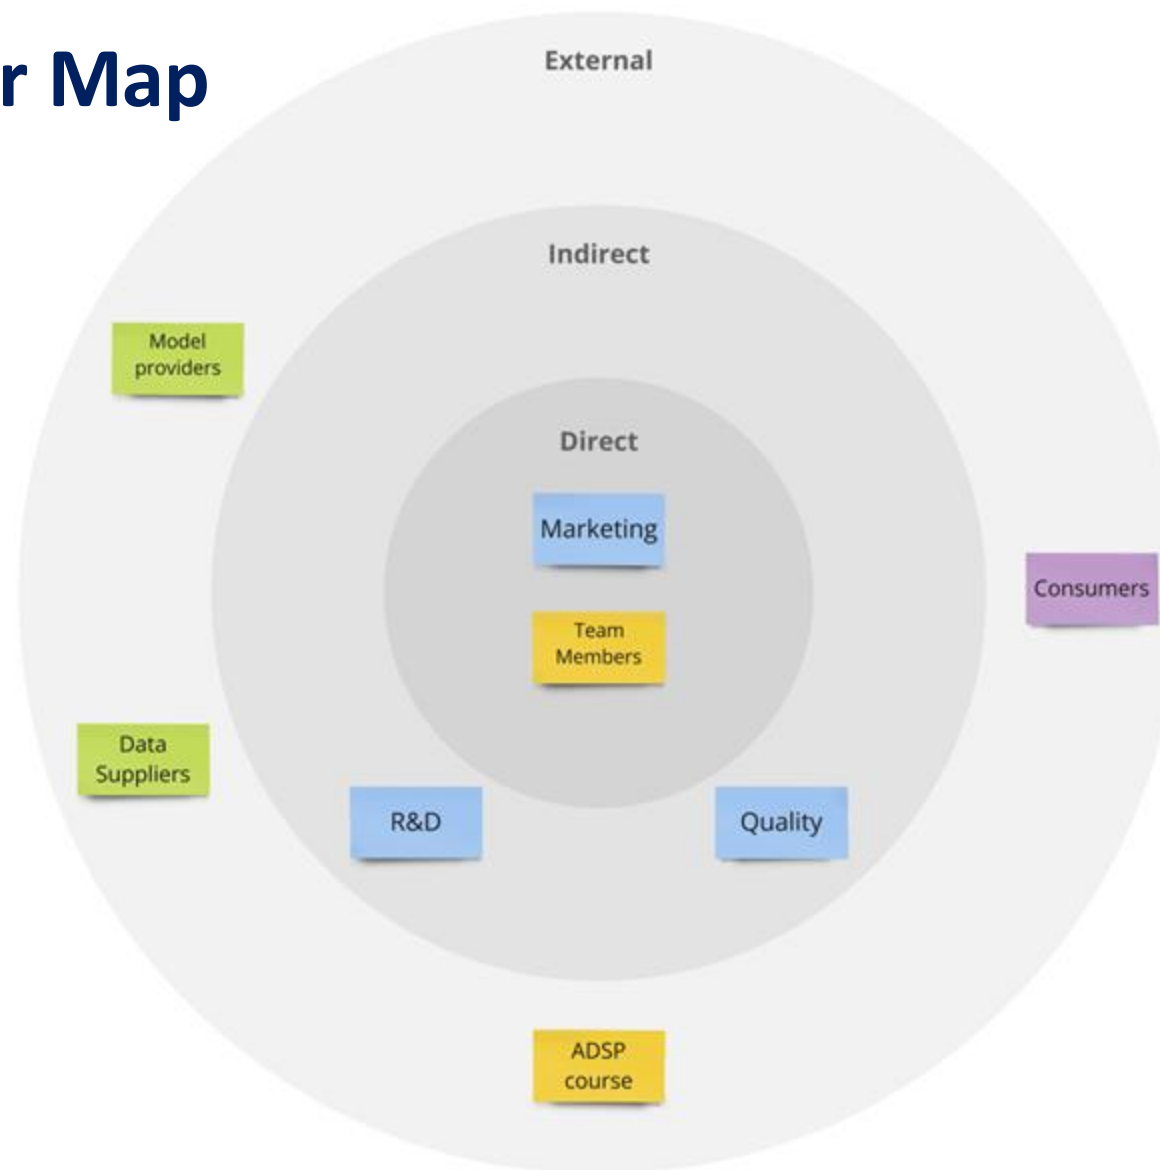 r Map
External
Indirect
Model
providers
Direct
Marketing
Consumers
Team
Members
Data
Suppliers
R&D
Quality
ADSP
course